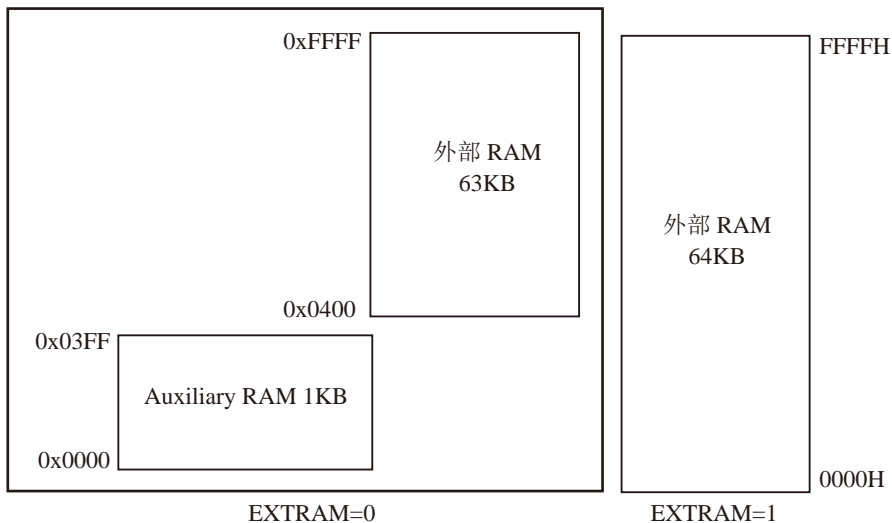 0xFFFF
FFFFH
外部 RAM
63KB
外部 RAM
64KB
0x0400
0x03FF
Auxiliary RAM 1KB
0x0000
0000H
EXTRAM=0
EXTRAM=1